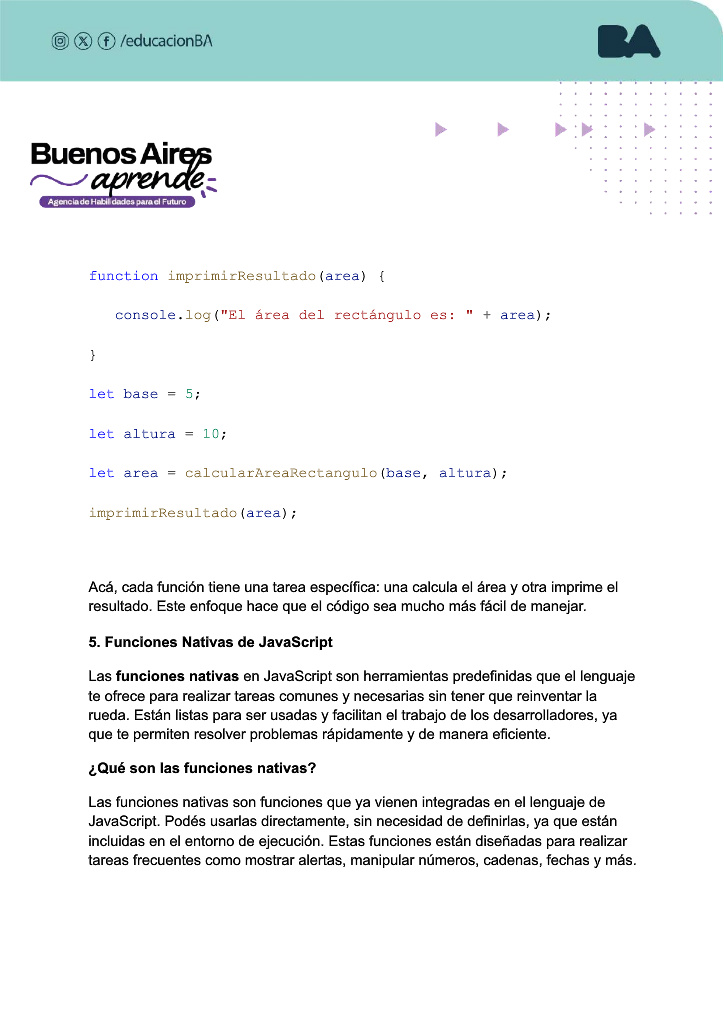 /educacionBA
BA
Buenos Aires
aprende
Agencia de Habilidades para el Futuro
function imprimirResultado(area) {
console.log("El área del rectángulo es: " + area);
}
let base = 5;
let altura = 10;
let area = calcularAreaRectangulo(base, altura);
imprimirResultado(area);
Acá, cada función tiene una tarea específica: una calcula el área y otra imprime el
resultado. Este enfoque hace que el código sea mucho más fácil de manejar.
5. Funciones Nativas de JavaScript
Las funciones nativas en JavaScript son herramientas predefinidas que el lenguaje
te ofrece para realizar tareas comunes y necesarias sin tener que reinventar la
rueda. Están listas para ser usadas y facilitan el trabajo de los desarrolladores, ya
que te permiten resolver problemas rápidamente y de manera eficiente.
¿Qué son las funciones nativas?
Las funciones nativas son funciones que ya vienen integradas en el lenguaje de
JavaScript. Podés usarlas directamente, sin necesidad de definirlas, ya que están
incluidas en el entorno de ejecución. Estas funciones están diseñadas para realizar
tareas frecuentes como mostrar alertas, manipular números, cadenas, fechas y más.